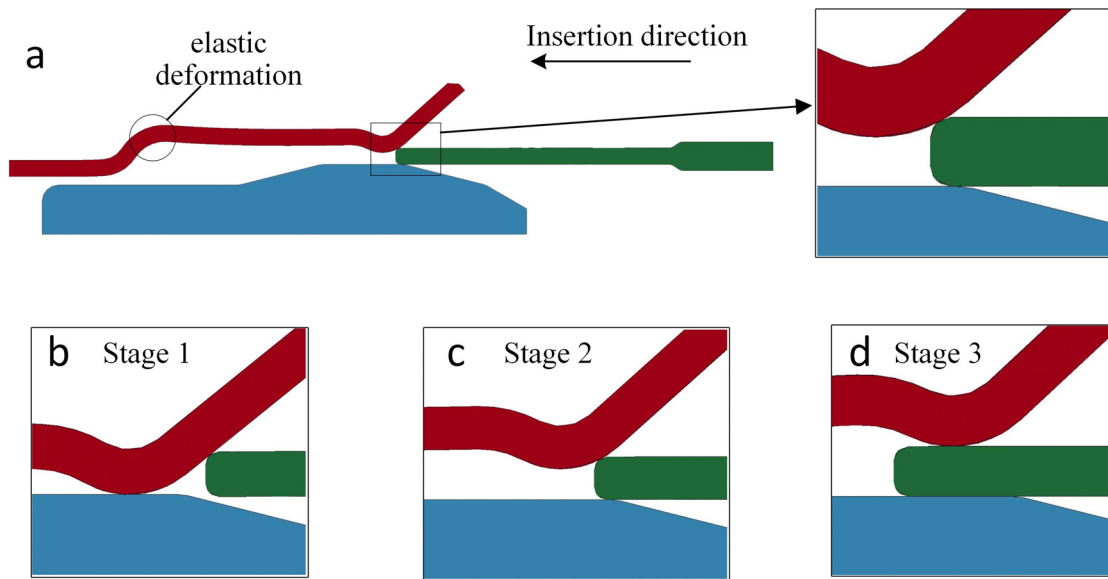 a
elastic
deformation
Insertion direction
b Stage 1
c Stage 2
d Stage 3